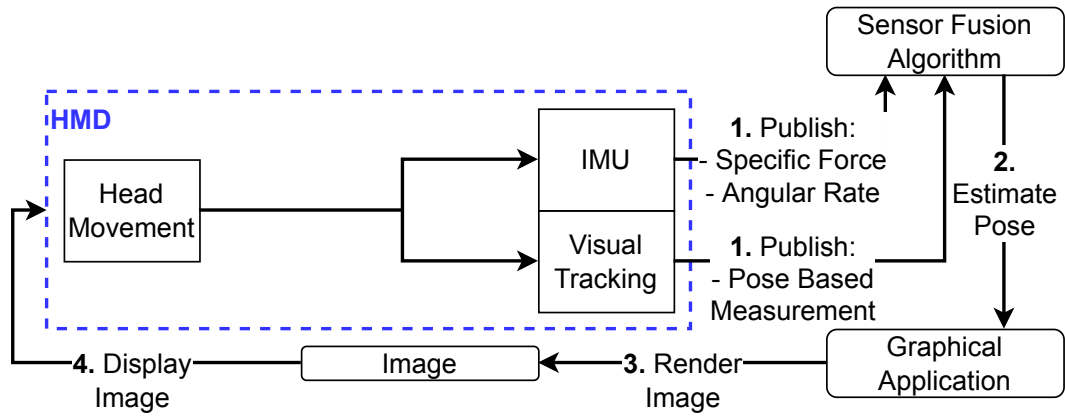 Sensor Fusion
Algorithm
HMD
Head
Movement
IMU
Visual
Tracking
1. Publish:
- Specific Force
- Angular Rate
1. Publish:
- Pose Based
Measurement
2.
Estimate
Pose
Graphical
Application
3. Render
Image
Image
4. Display
Image